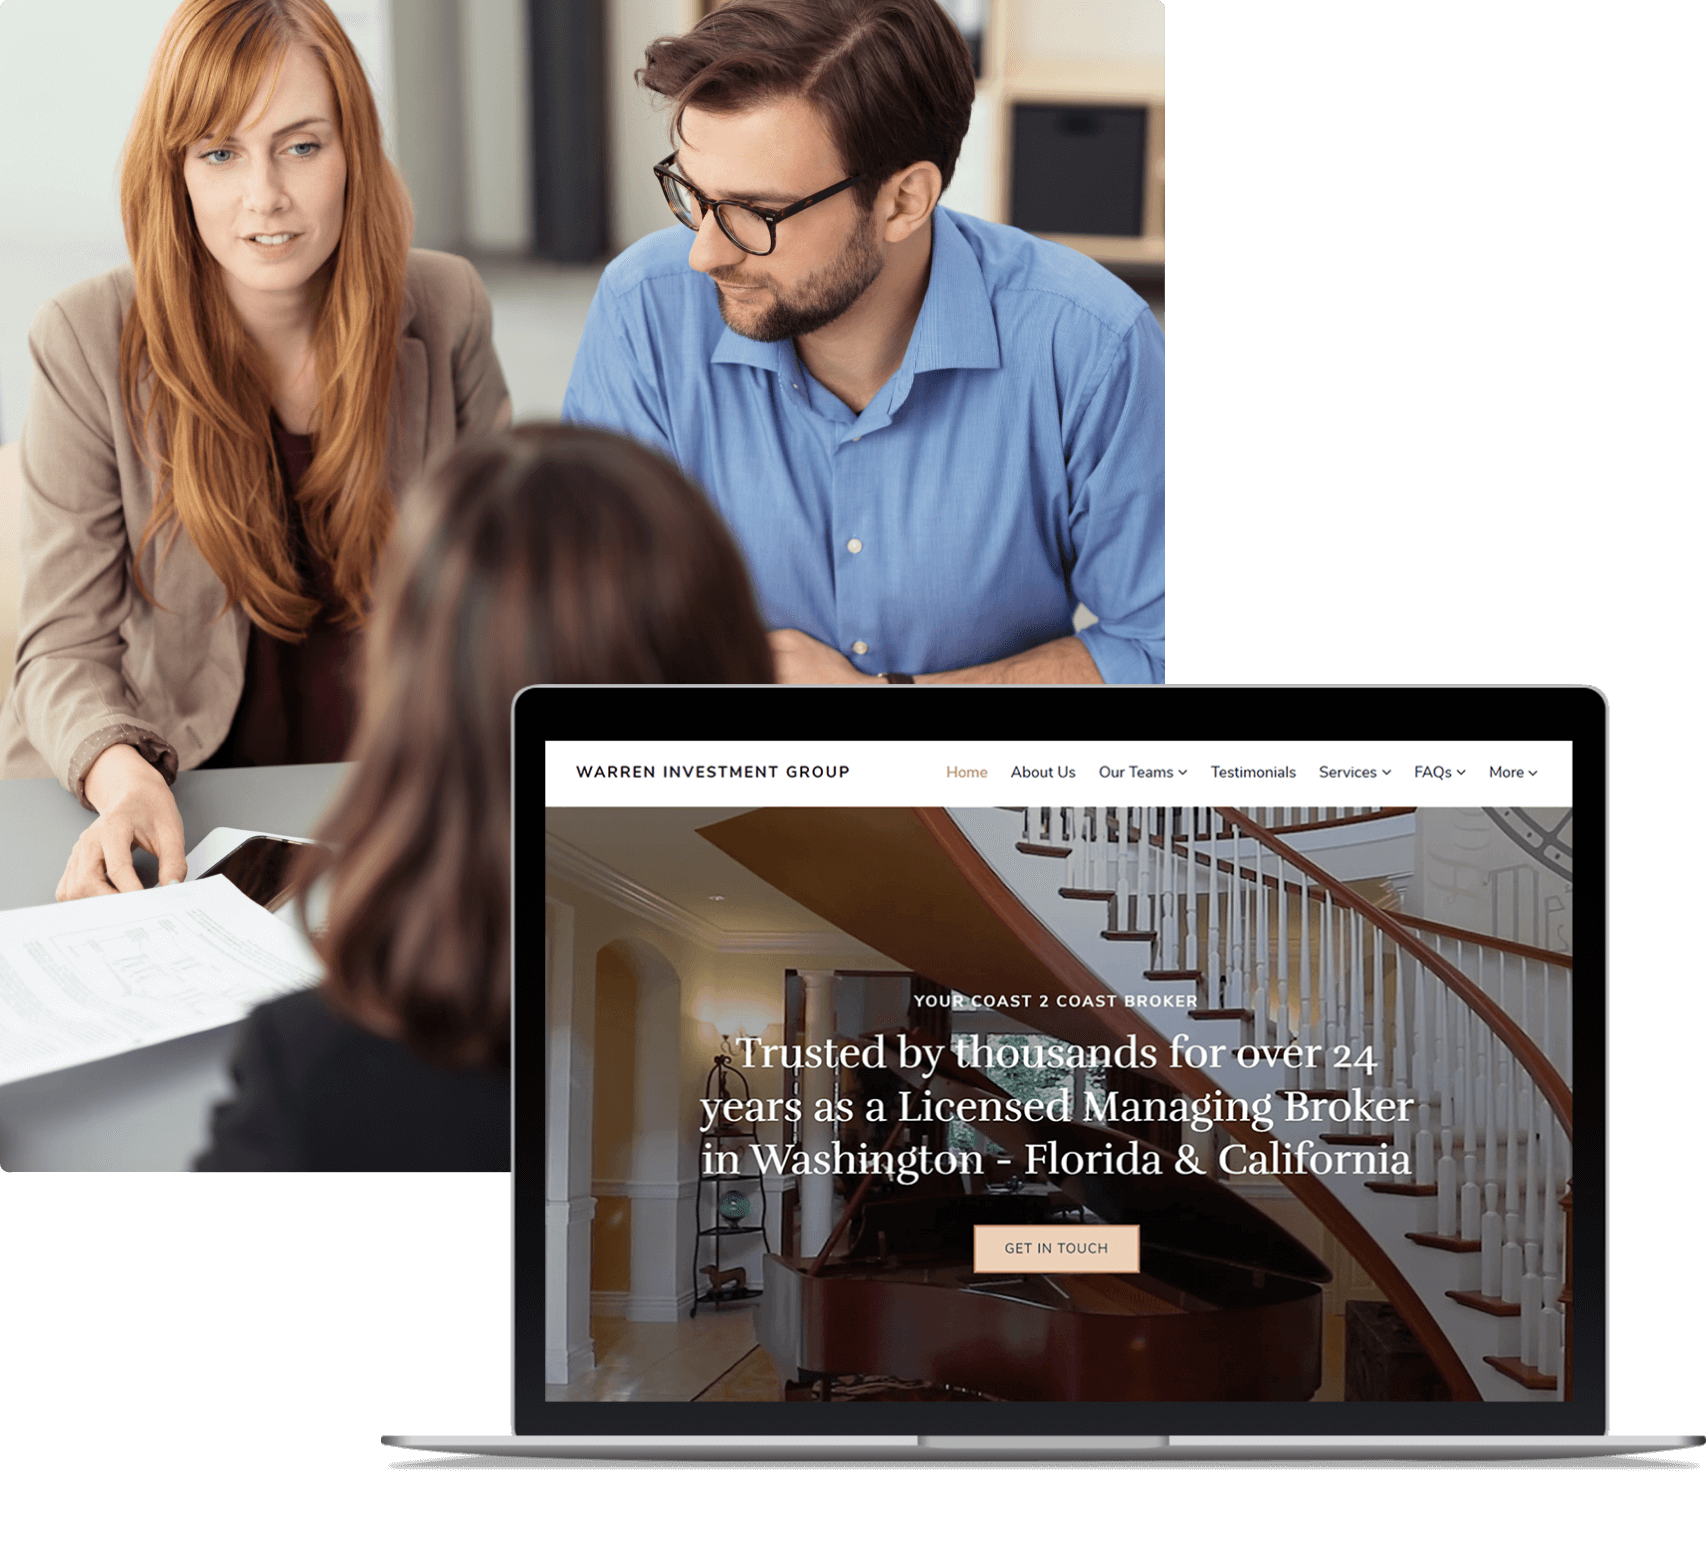 WARREN INVESTMENT GROUP
Home About Us Our Teams Testimonials Services FAQs More
YOUR COAST 2 COAST BROKER
Trusted by thousands for over 24
years as a Licensed Managing Broker
in Washington - Florida & California
GET IN TOUCH